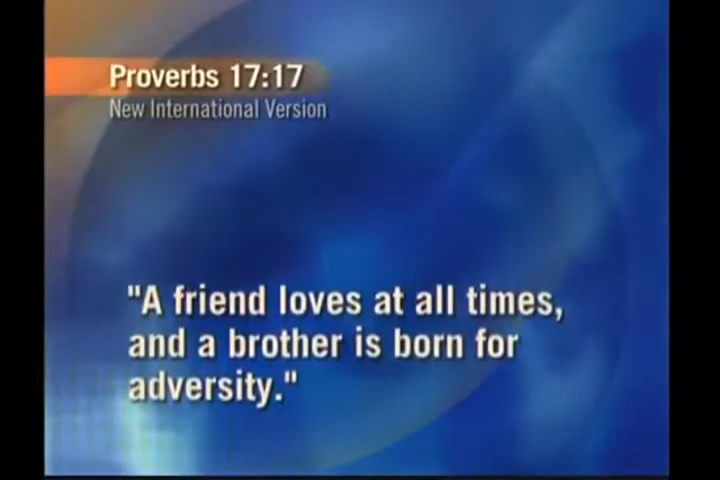 Proverbs 17:17
New International Version
"A friend loves at all times,
and a brother is born for
adversity."